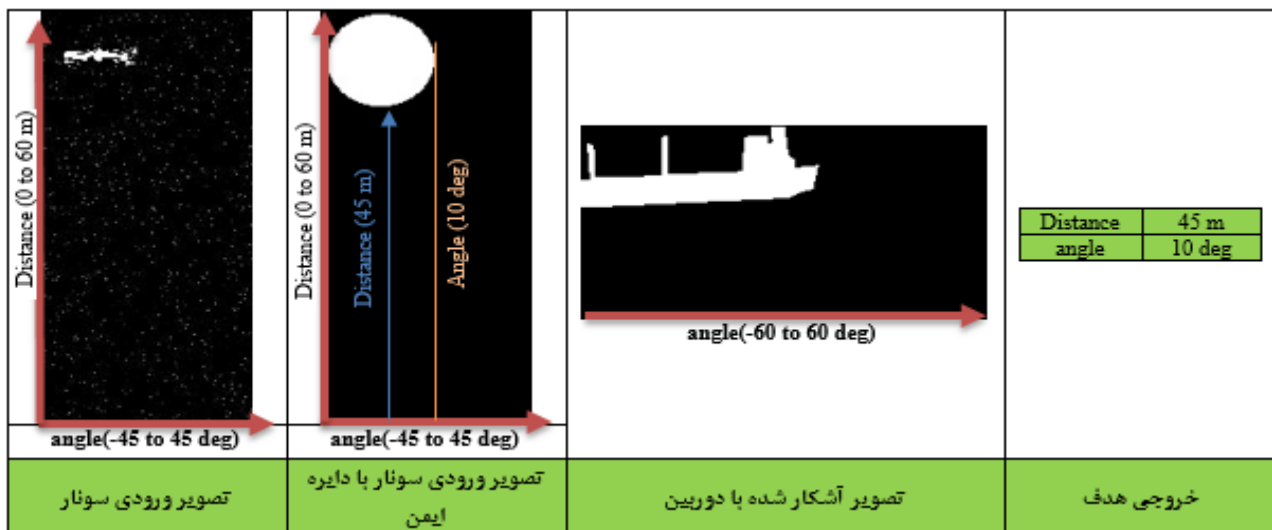 Distance (0 to 60 m)
angle(-45 to 45 deg)
Distance (0 to 60 m)
Distance (45 m)
Angle (10 deg)
angle(-45 to 45 deg)
angle(-60 to 60 deg)
Distance 45 m
angle 10 deg
تصویر ورودی سونار
تصویر ورودی سونار با دایره
ایمن
تصویر آشکار شده با دوربین
خروجی هدف